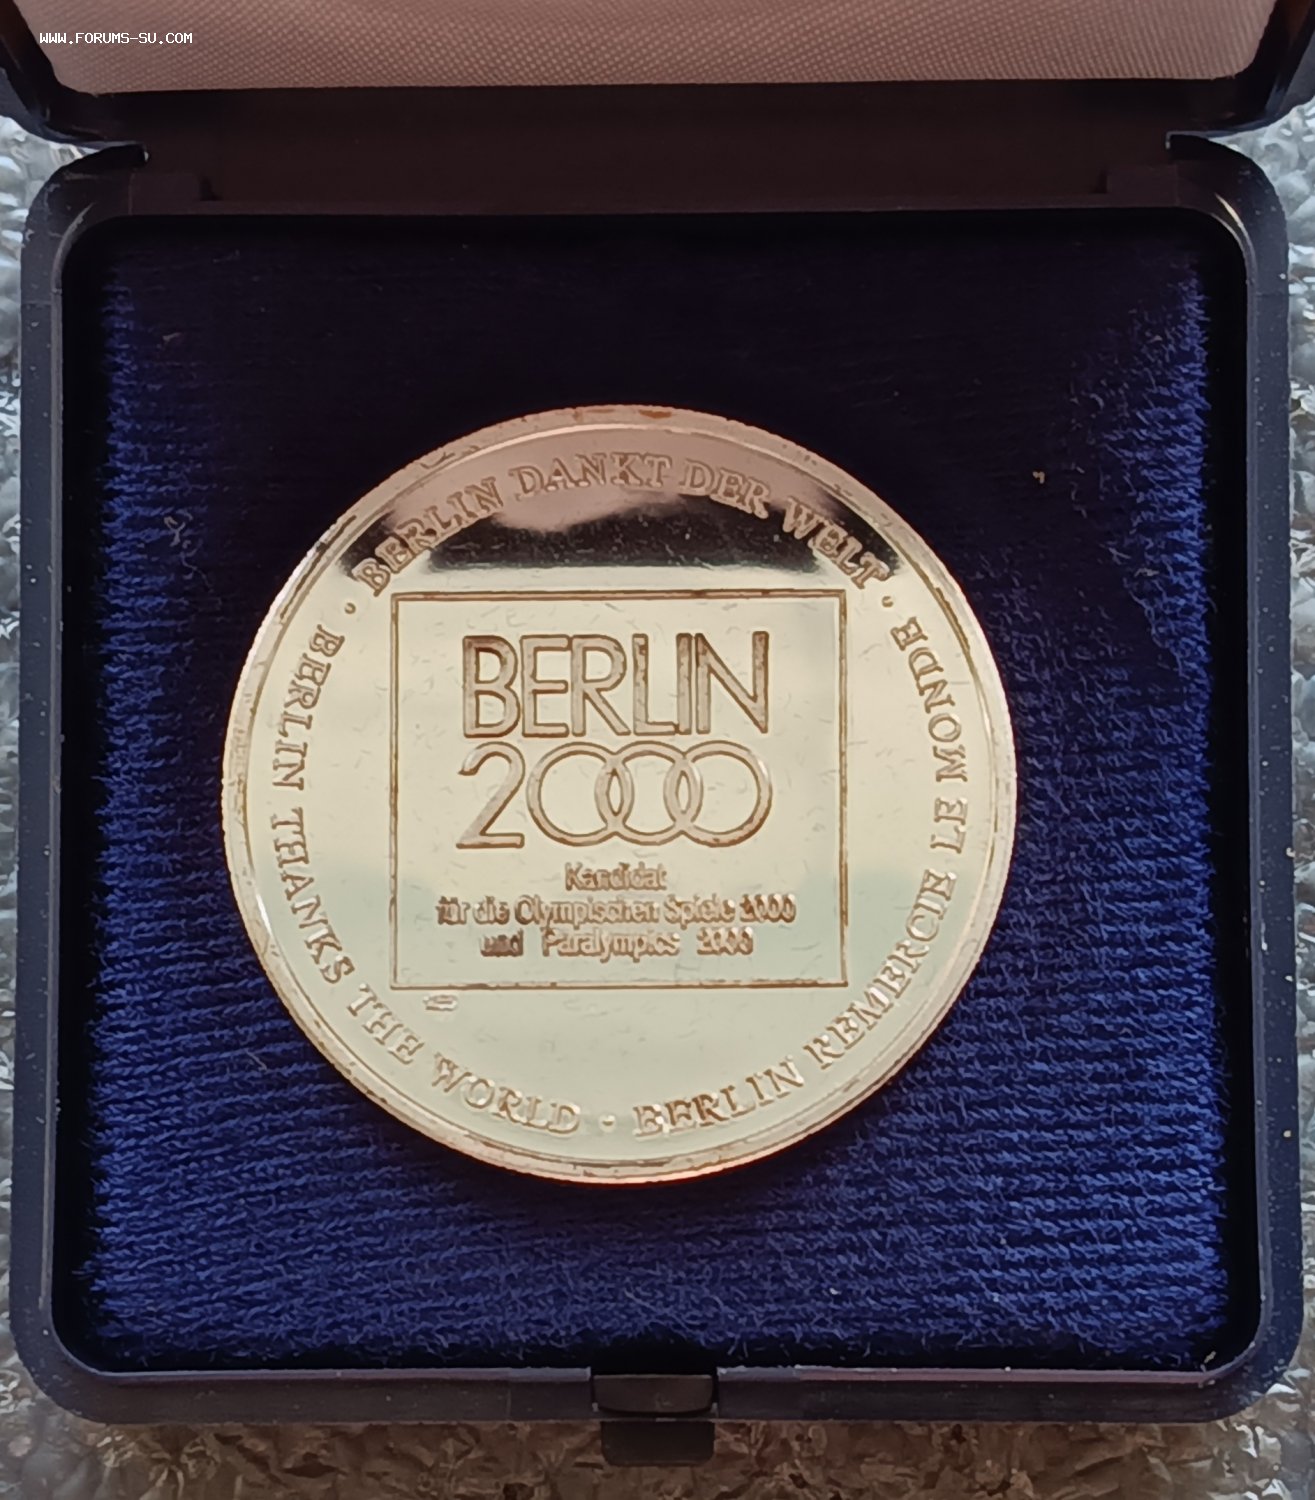 WWW.FORUMS-SU.COM
BERLIN DANKT DER WELT ·
BERLIN REMERCIE LE MONDE
· BERLIN THANKS THE WORLD ·
BERLIN
2000
Kandidat
für die Olympischen Spiele 2000
und Paralympics 2000